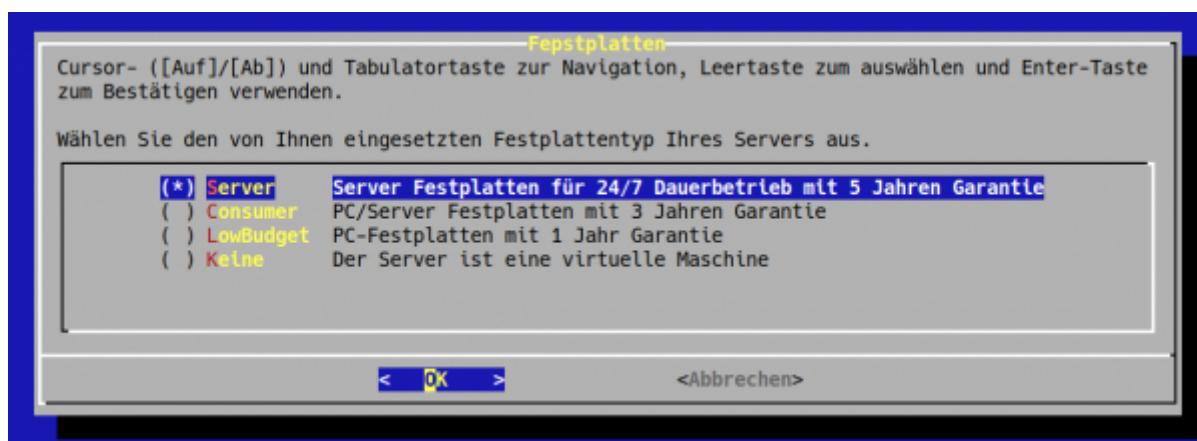 Fepstplatten
Cursor- ([Auf]/[Ab]) und Tabulatortaste zur Navigation, Leertaste zum auswählen und Enter-Taste
zum Bestätigen verwenden.
Wählen Sie den von Ihnen eingesetzten Festplattentyp Ihres Servers aus.
(*) Server Server Festplatten für 24/7 Dauerbetrieb mit 5 Jahren Garantie
( ) Consumer PC/Server Festplatten mit 3 Jahren Garantie
( ) LowBudget PC-Festplatten mit 1 Jahr Garantie
( ) Keine Der Server ist eine virtuelle Maschine
< OK > <Abbrechen>